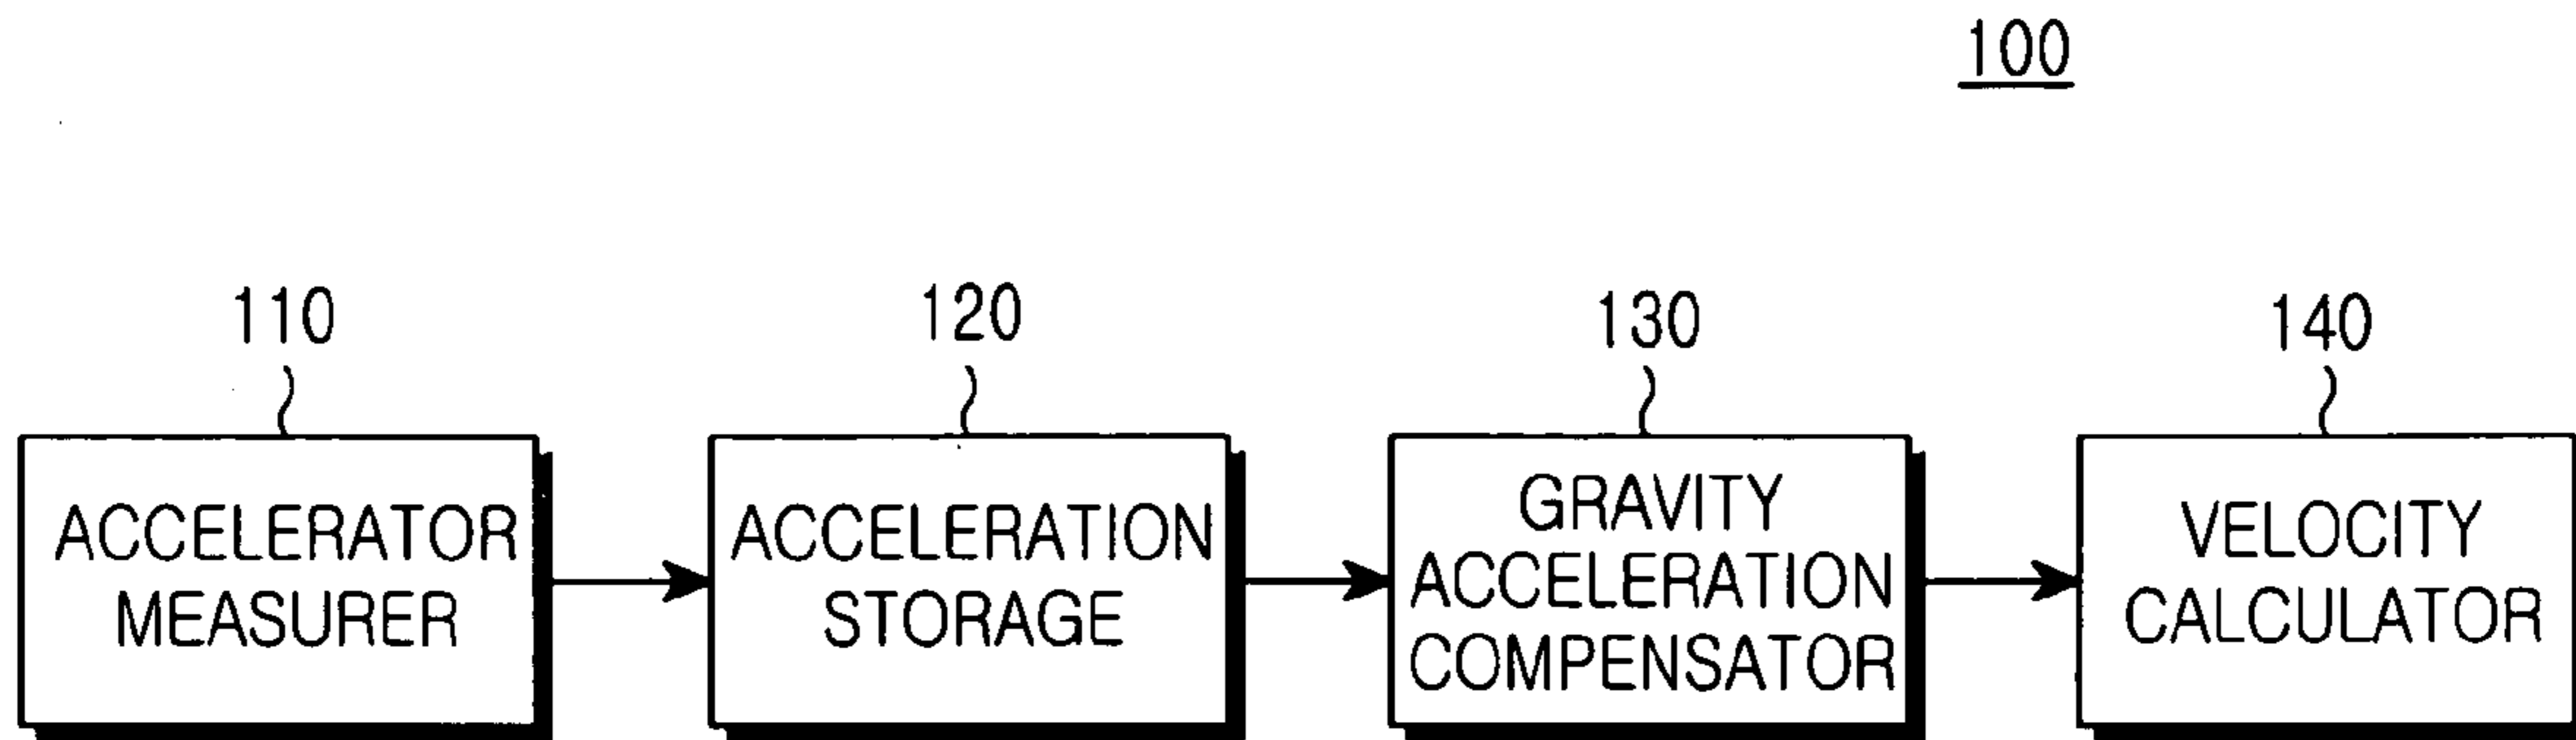 100
110
120
130
140
ACCELERATOR
MEASURER
ACCELERATION
STORAGE
GRAVITY
ACCELERATION
COMPENSATOR
VELOCITY
CALCULATOR